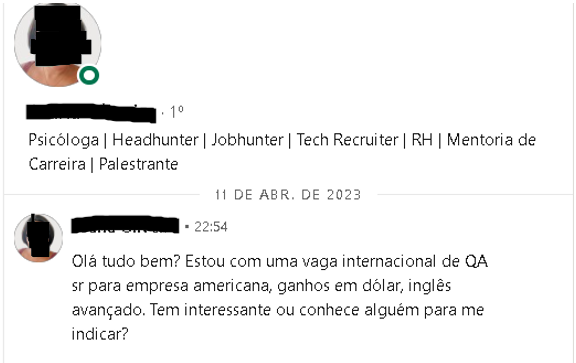 · 1º
Psicóloga | Headhunter | Jobhunter | Tech Recruiter | RH | Mentoria de
Carreira | Palestrante
11 DE ABR. DE 2023
• 22:54
Olá tudo bem? Estou com uma vaga internacional de QA
sr para empresa americana, ganhos em dólar, inglês
avançado. Tem interessante ou conhece alguém para me
indicar?